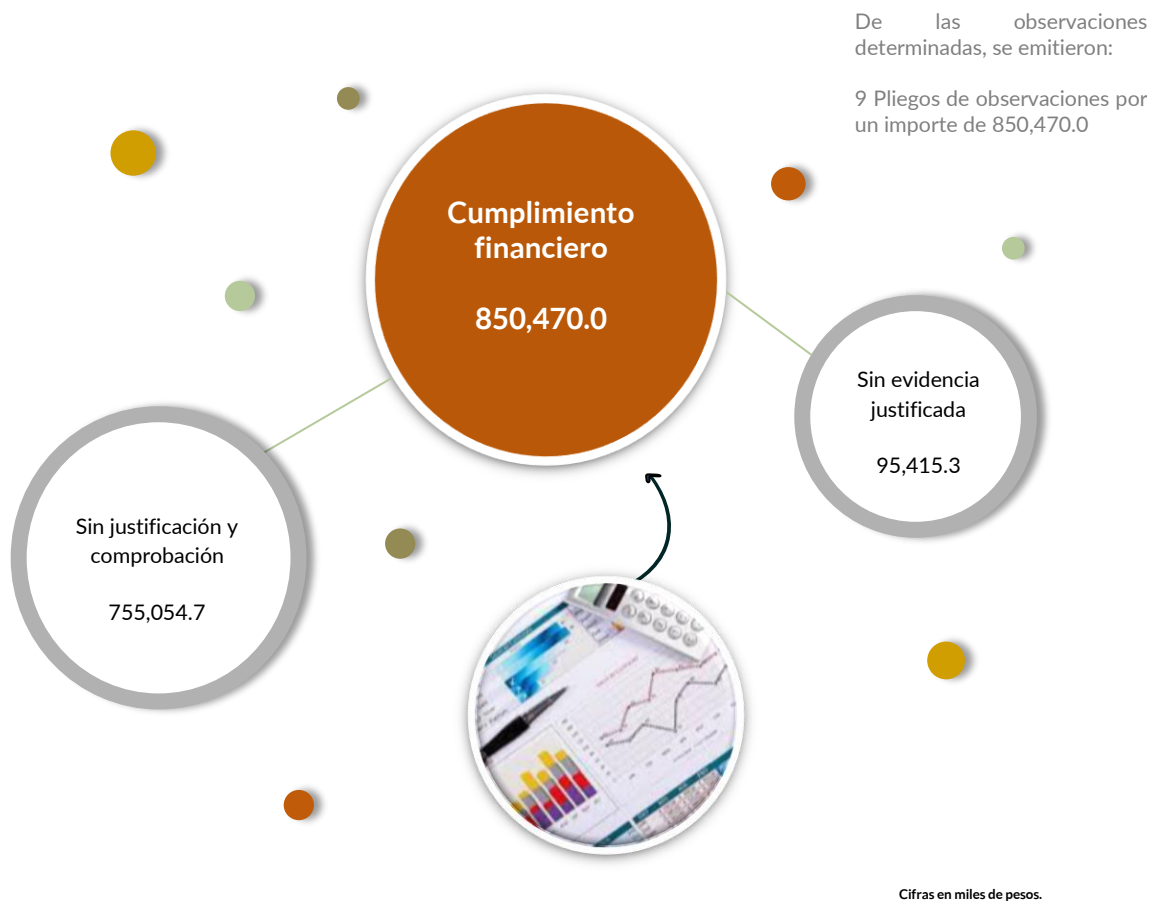 De las observaciones
determinadas, se emitieron:
9 Pliegos de observaciones por
un importe de 850,470.0
Cumplimiento
financiero
850,470.0
Sin evidencia
justificada
95,415.3
Sin justificación y
comprobación
755,054.7
Cifras en miles de pesos.